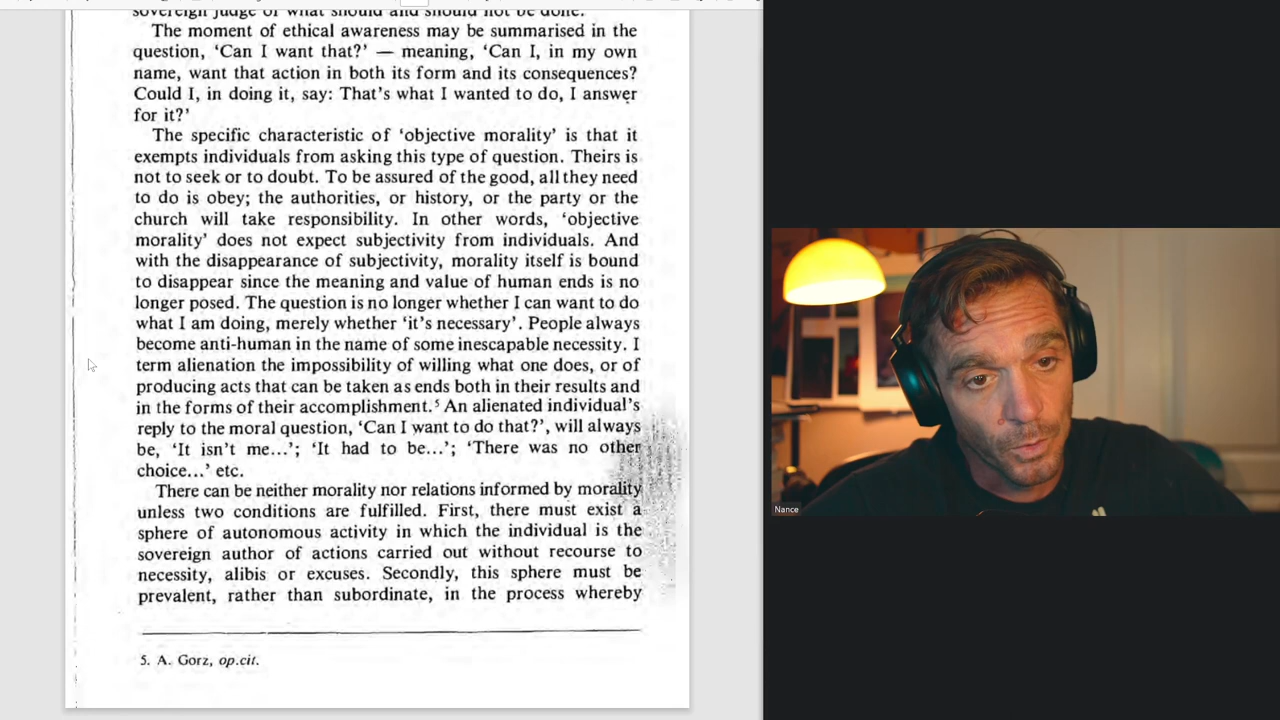 sovereign judge of what should and should not be done.
The moment of ethical awareness may be summarised in the
question, ‘Can I want that?’ — meaning, ‘Can I, in my own
name, want that action in both its form and its consequences?
Could I, in doing it, say: That’s what I wanted to do, I answer
for it?’
The specific characteristic of ‘objective morality’ is that it
exempts individuals from asking this type of question. Theirs is
not to seek or to doubt. To be assured of the good, all they need
to do is obey; the authorities, or history, or the party or the
church will take responsibility. In other words, ‘objective
morality’ does not expect subjectivity from individuals. And
with the disappearance of subjectivity, morality itself is bound
to disappear since the meaning and value of human ends is no
longer posed. The question is no longer whether I can want to do
what I am doing, merely whether ‘it’s necessary’. People always
become anti-human in the name of some inescapable necessity. I
term alienation the impossibility of willing what one does, or of
producing acts that can be taken as ends both in their results and
in the forms of their accomplishment.⁵ An alienated individual’s
reply to the moral question, ‘Can I want to do that?’, will always
be, ‘It isn’t me...’; ‘It had to be...’; ‘There was no other
choice...’ etc.
There can be neither morality nor relations informed by morality
unless two conditions are fulfilled. First, there must exist a
sphere of autonomous activity in which the individual is the
sovereign author of actions carried out without recourse to
necessity, alibis or excuses. Secondly, this sphere must be
prevalent, rather than subordinate, in the process whereby
5. A. Gorz, op.cit.
Nance